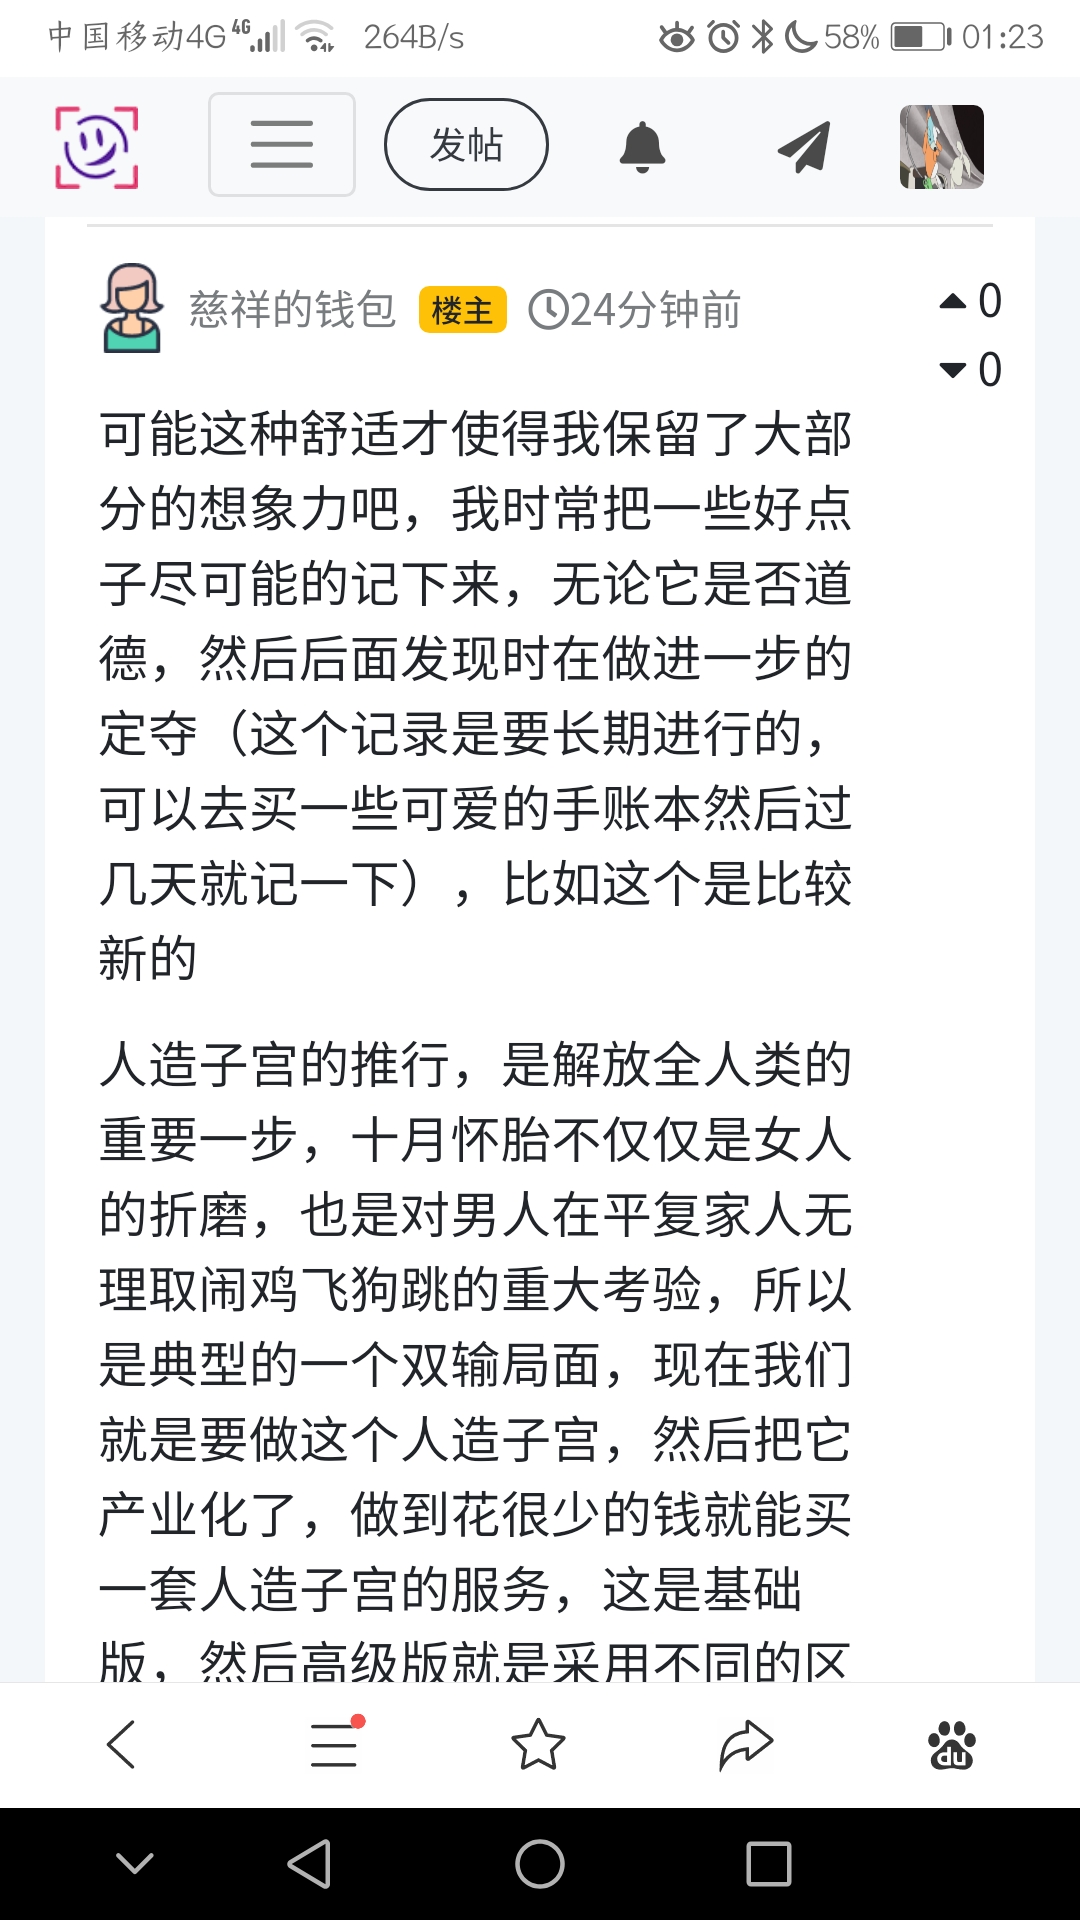 中国移动4G 4G 264B/s 58% 01:23
发帖
慈祥的钱包 楼主 24分钟前
0
0
可能这种舒适才使得我保留了大部
分的想象力吧，我时常把一些好点
子尽可能的记下来，无论它是否道
德，然后后面发现时在做进一步的
定夺（这个记录是要长期进行的，
可以去买一些可爱的手账本然后过
几天就记一下），比如这个是比较
新的
人造子宫的推行，是解放全人类的
重要一步，十月怀胎不仅仅是女人
的折磨，也是对男人在平复家人无
理取闹鸡飞狗跳的重大考验，所以
是典型的一个双输局面，现在我们
就是要做这个人造子宫，然后把它
产业化了，做到花很少的钱就能买
一套人造子宫的服务，这是基础
版，然后高级版就是采用不同的区
du